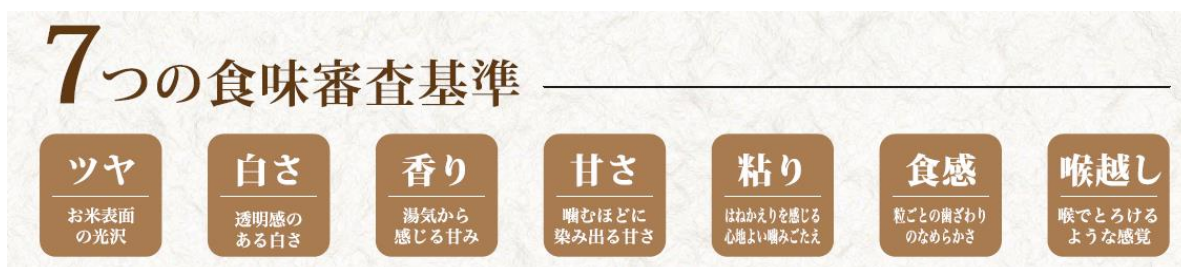 7つの食味審査基準
ツヤ
お米表面
の光沢
白さ
透明感の
ある白さ
香り
湯気から
感じる甘み
甘さ
噛むほどに
染み出る甘さ
粘り
はねかえりを感じる
心地よい噛みごたえ
食感
粒ごとの歯ざわり
のなめらかさ
喉越し
喉でとろける
ような感覚